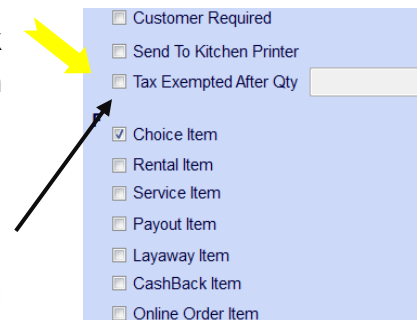 Customer Required
Send To Kitchen Printer
Tax Exempted After Qty
Choice Item
Rental Item
Service Item
Payout Item
Layaway Item
CashBack Item
Online Order Item